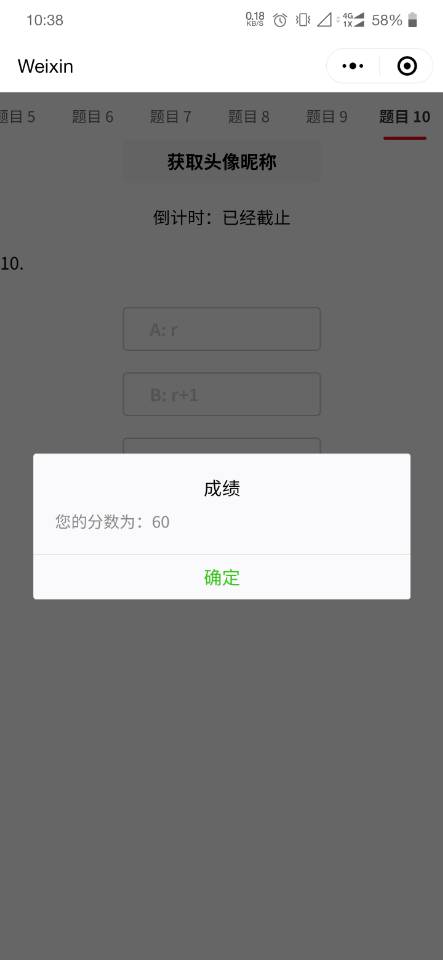 10:38 0.18 KB/S 4G 1X 58%
Weixin
题目 5 题目 6 题目 7 题目 8 题目 9 题目 10
获取头像昵称
倒计时：已经截止
10.
A: r
B: r+1
成绩
您的分数为：60
确定